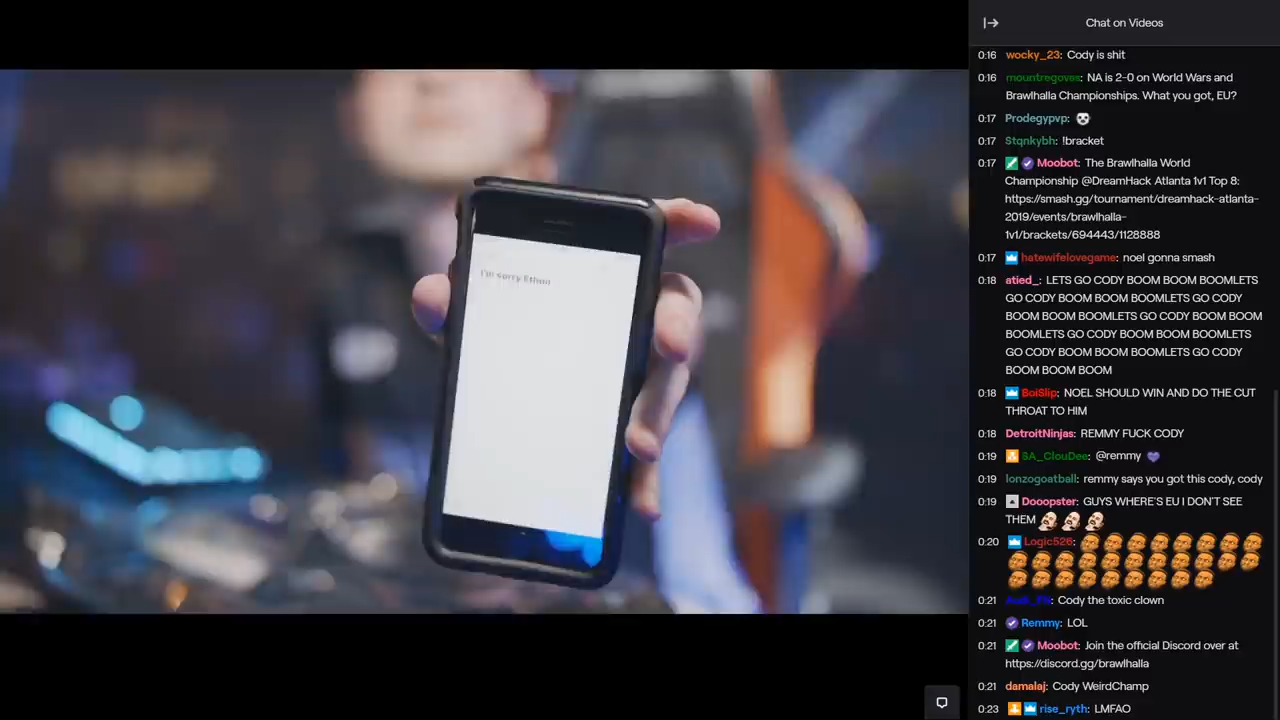 I'm sorry Ethan
Chat on Videos
0:16 wocky_23: Cody is shit
0:16 mountregovas: NA is 2-0 on World Wars and
Brawlhalla Championships. What you got, EU?
0:17 Prodegypvp:
0:17 Stqnkybh: !bracket
0:17 Moobot: The Brawlhalla World
Championship @DreamHack Atlanta 1v1 Top 8:
https://smash.gg/tournament/dreamhack-atlanta-
2019/events/brawlhalla-
1v1/brackets/694443/1128888
0:17 hatewifelovegame: noel gonna smash
0:18 atied_: LETS GO CODY BOOM BOOM BOOMLETS
GO CODY BOOM BOOM BOOMLETS GO CODY
BOOM BOOM BOOMLETS GO CODY BOOM BOOM
BOOMLETS GO CODY BOOM BOOM BOOMLETS
GO CODY BOOM BOOM BOOMLETS GO CODY
BOOM BOOM BOOM
0:18 BoiSlip: NOEL SHOULD WIN AND DO THE CUT
THROAT TO HIM
0:18 DetroitNinjas: REMMY FUCK CODY
0:19 SA_ClouDee: @remmy
0:19 lonzogoatball: remmy says you got this cody, cody
0:19 Dooopster: GUYS WHERE'S EU I DON'T SEE
THEM
0:20 Logic526:
0:21 Cody the toxic clown
0:21 Remmy: LOL
0:21 Moobot: Join the official Discord over at
https://discord.gg/brawlhalla
0:21 damalaj: Cody WeirdChamp
0:23 rise_ryth: LMFAO